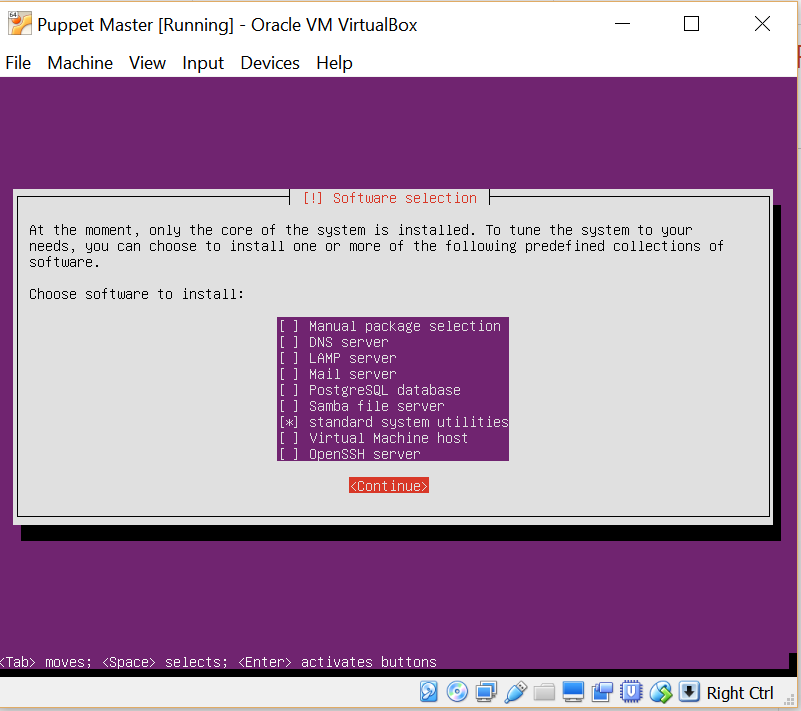 Puppet Master [Running] - Oracle VM VirtualBox
File Machine View Input Devices Help
[!] Software selection
At the moment, only the core of the system is installed. To tune the system to your
needs, you can choose to install one or more of the following predefined collections of
software.
Choose software to install:
[ ] Manual package selection
[ ] DNS server
[ ] LAMP server
[ ] Mail server
[ ] PostgreSQL database
[ ] Samba file server
[*] standard system utilities
[ ] Virtual Machine host
[ ] OpenSSH server
<Continue>
<Tab> moves; <Space> selects; <Enter> activates buttons
Right Ctrl